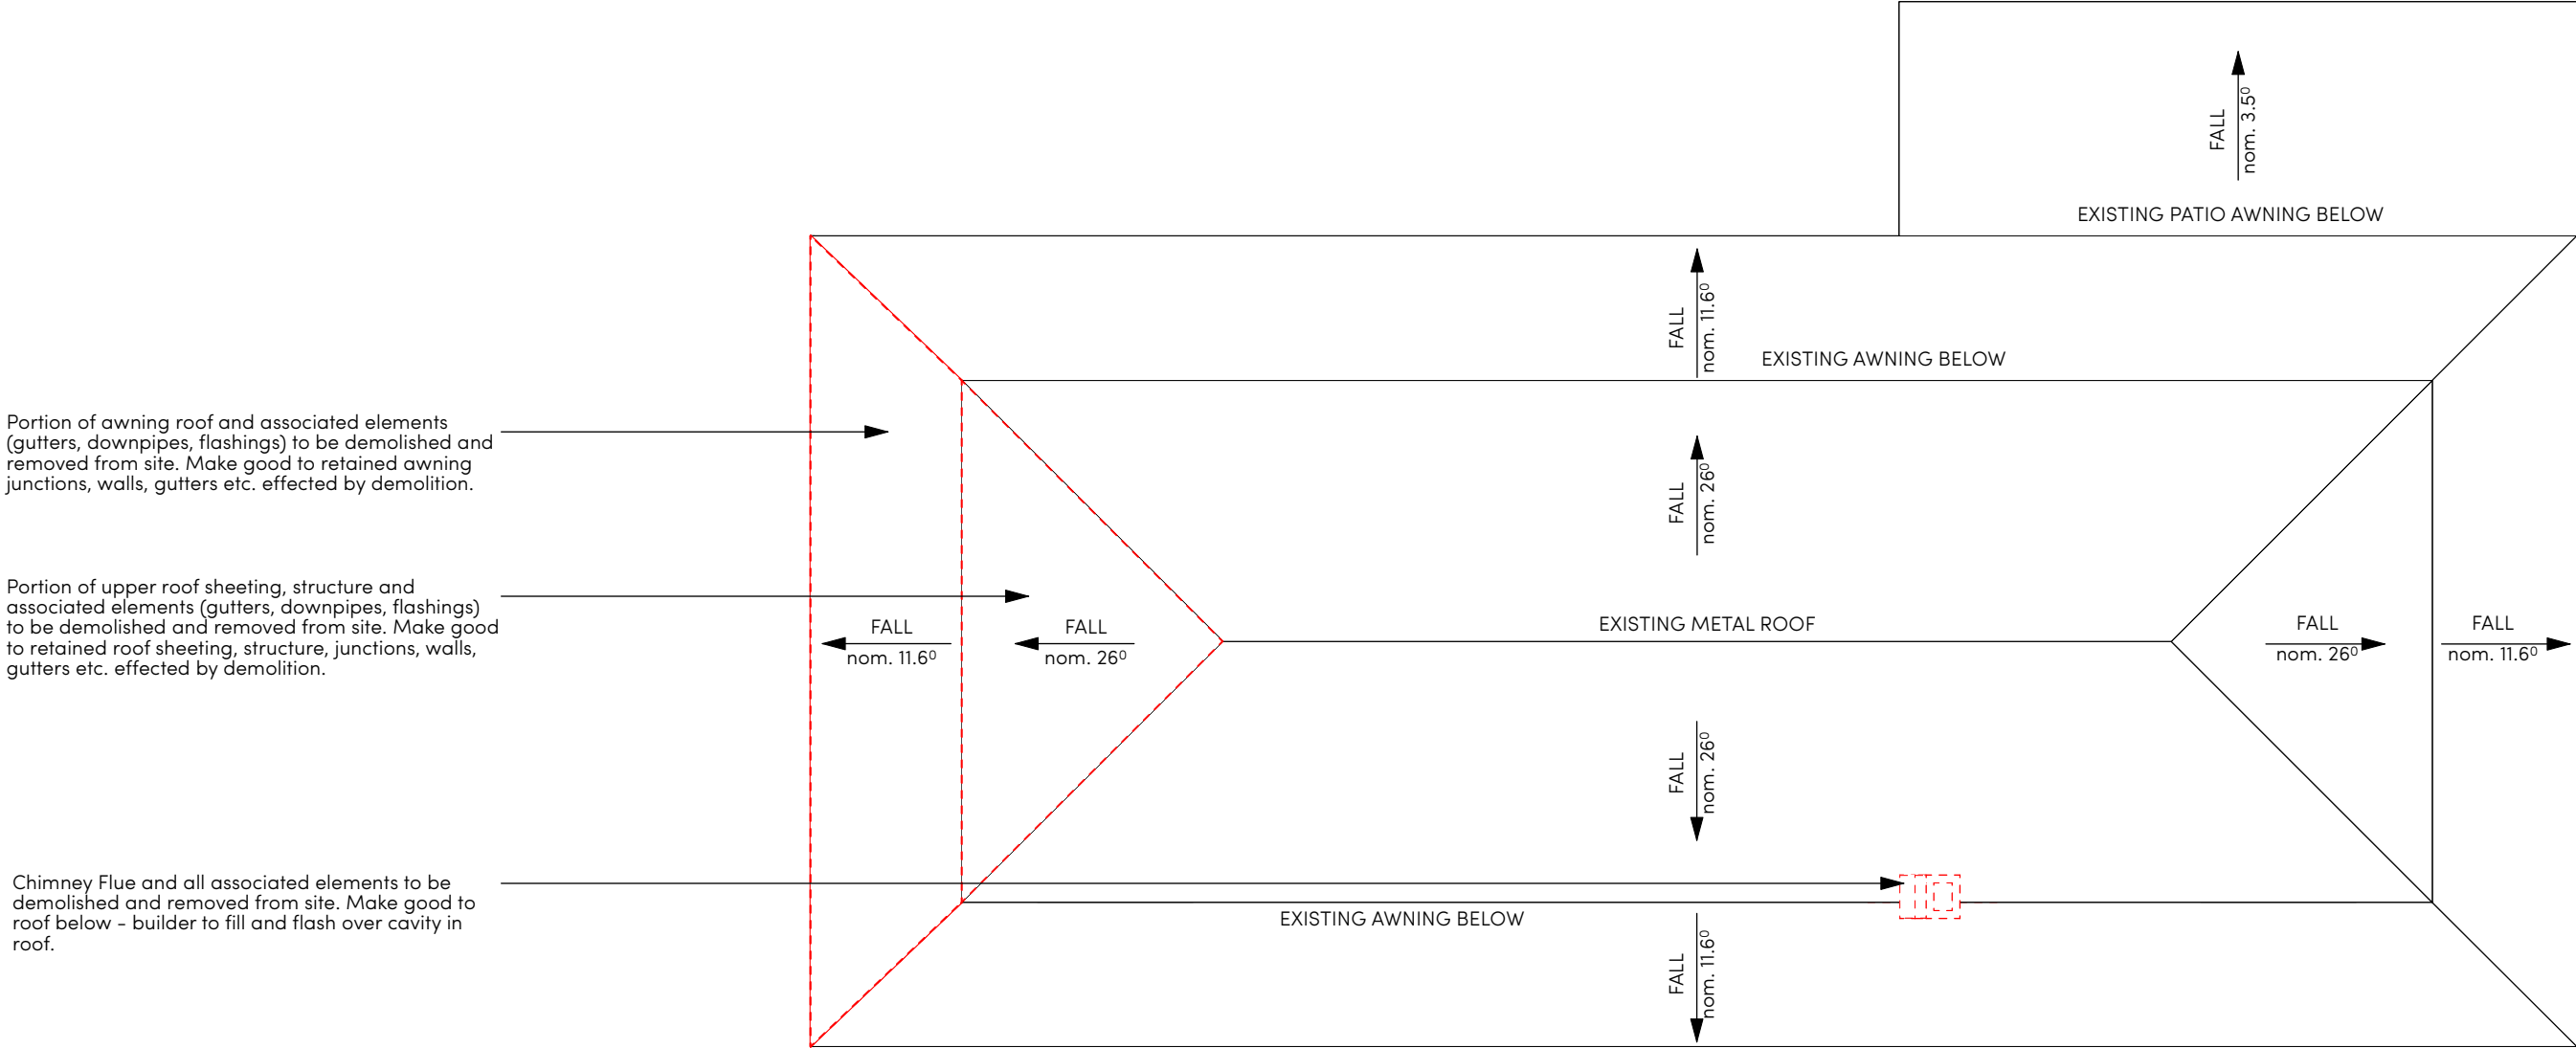 FALL
nom. 3.5⁰
EXISTING PATIO AWNING BELOW
FALL
nom. 11.6⁰
EXISTING AWNING BELOW
Portion of awning roof and associated elements
(gutters, downpipes, flashings) to be demolished and
removed from site. Make good to retained awning
junctions, walls, gutters etc. effected by demolition.
FALL
nom. 26⁰
Portion of upper roof sheeting, structure and
associated elements (gutters, downpipes, flashings)
to be demolished and removed from site. Make good
to retained roof sheeting, structure, junctions, walls,
gutters etc. effected by demolition.
FALL
nom. 11.6⁰
FALL
nom. 26⁰
EXISTING METAL ROOF
FALL
nom. 26⁰
FALL
nom. 11.6⁰
FALL
nom. 26⁰
Chimney Flue and all associated elements to be
demolished and removed from site. Make good to
roof below - builder to fill and flash over cavity in
roof.
EXISTING AWNING BELOW
FALL
nom. 11.6⁰